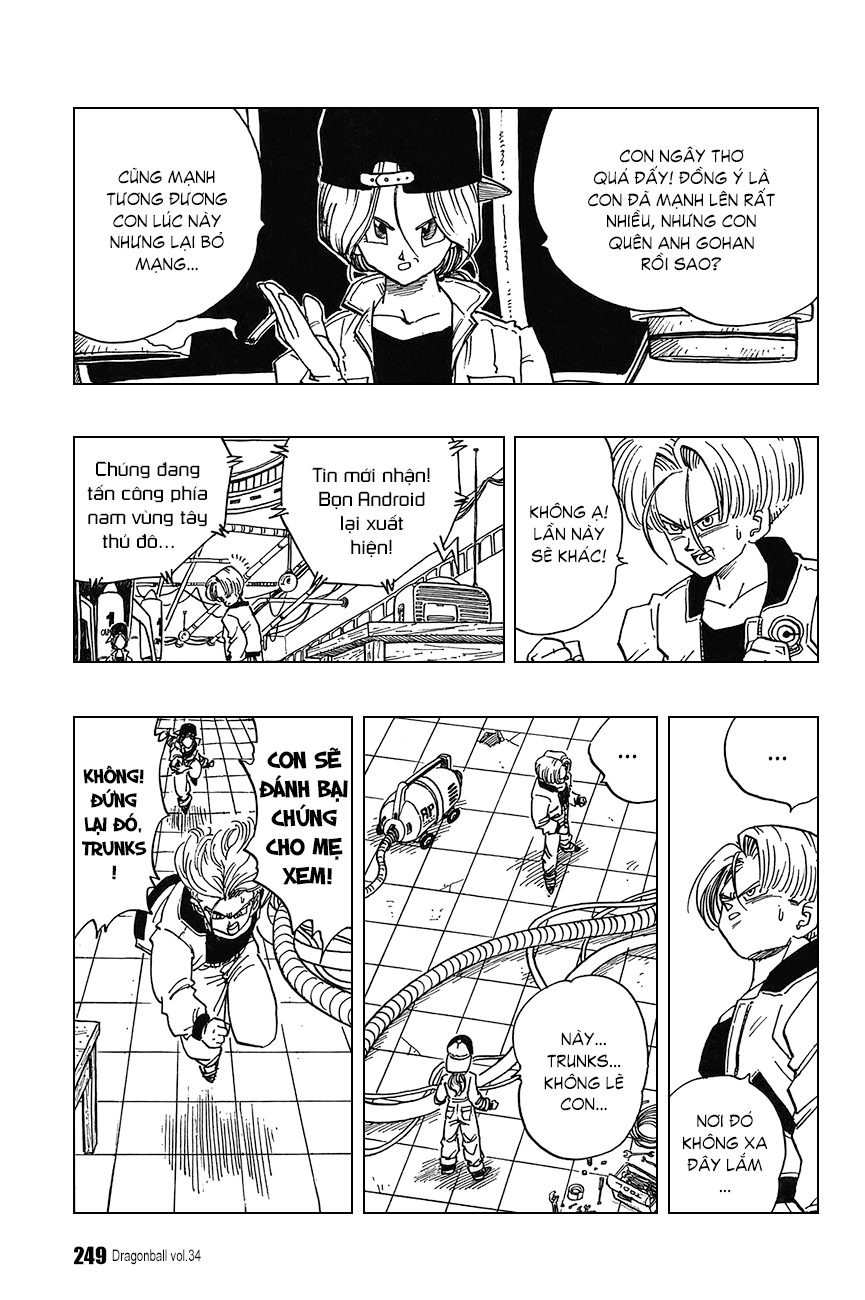 CON NGÂY THƠ
QUÁ ĐẤY! ĐỒNG Ý LÀ
CON ĐÃ MẠNH LÊN RẤT
NHIỀU, NHƯNG CON
QUÊN ANH GOHAN
RỒI SAO?
CŨNG MẠNH
TƯƠNG ĐƯƠNG
CON LÚC NÀY
NHƯNG LẠI BỎ
MẠNG...
KHÔNG Ạ!
LẦN NÀY
SẼ KHÁC!
Tin mới nhận!
Bọn Android
lại xuất
hiện!
Chúng đang
tấn công phía
nam vùng tây
thủ đô...
1
1
...
NƠI ĐÓ
KHÔNG XA
ĐÂY LẮM
...
...
RP
NÀY...
TRUNKS...
KHÔNG LẼ
CON...
CON SẼ
ĐÁNH BẠI
CHÚNG
CHO MẸ
XEM!
KHÔNG!
ĐỨNG
LẠI ĐÓ,
TRUNKS
!
249 Dragonball vol.34